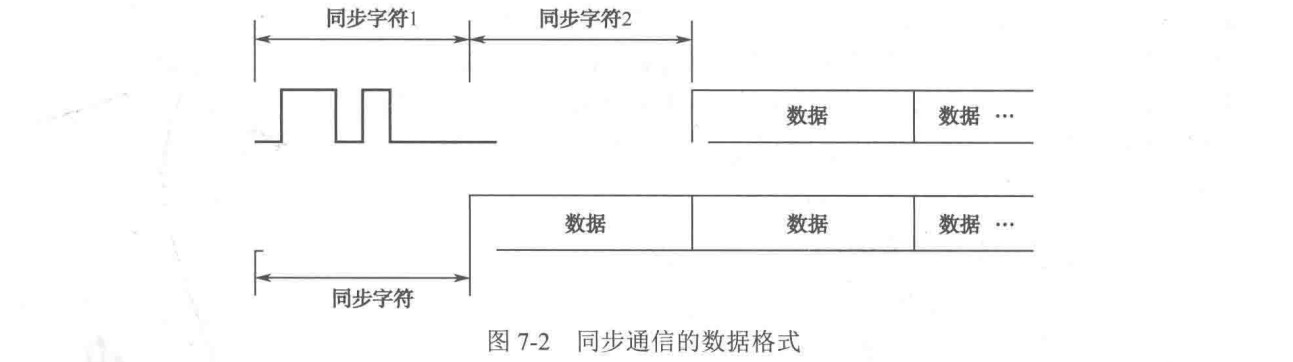 同步字符1 同步字符2
数据 数据 …
数据 数据 数据 …
同步字符
图 7-2 同步通信的数据格式